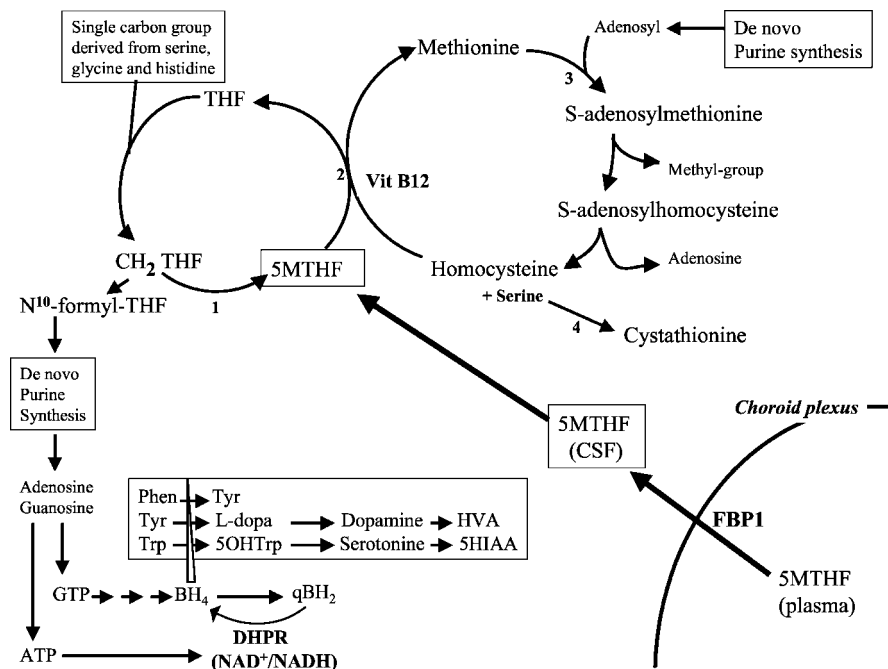 Single carbon group
derived from serine,
glycine and histidine
THF
Methionine
Adenosyl
De novo
Purine synthesis
3
S-adenosylmethionine
2
Vit B12
Methyl-group
S-adenosylhomocysteine
CH2 THF
5MTHF
Homocysteine
+ Serine
Adenosine
1
N10-formyl-THF
4
Cystathionine
De novo
Purine
Synthesis
5MTHF
(CSF)
Choroid plexus
FBP1
5MTHF
(plasma)
Adenosine
Guanosine
Phen Tyr
Tyr L-dopa Dopamine HVA
Trp 5OHTrp Serotonine 5HIAA
GTP BH4 qBH2
DHPR
(NAD+/NADH)
ATP